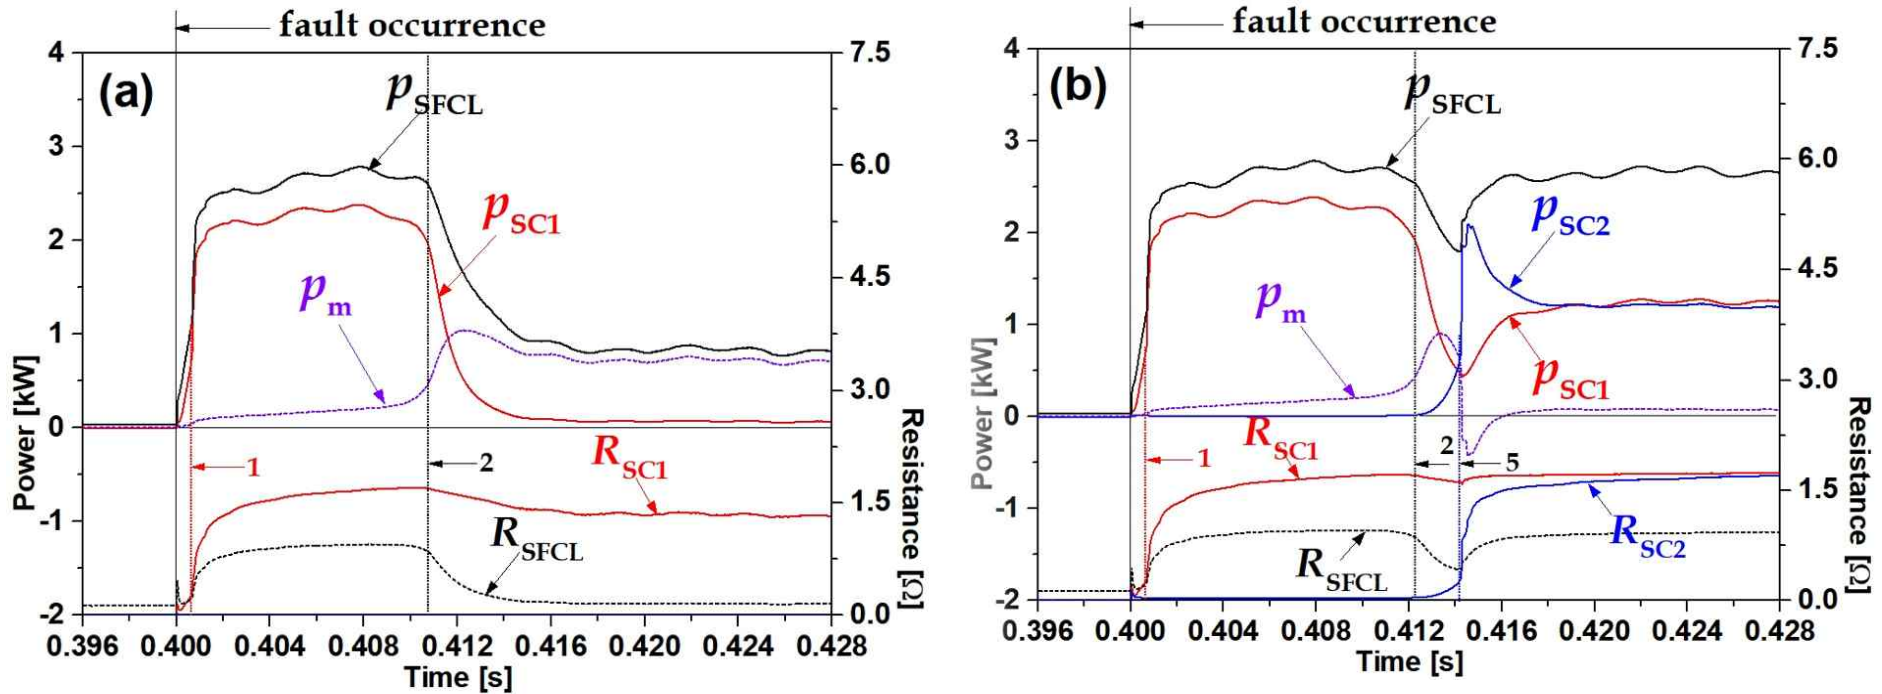 fault occurrence
(a)
4
3
2
1
0
-1
-2
Power [kW]
7.5
6.0
4.5
3.0
1.5
0.0
Resistance [Ω]
pSFCL
pSC1
pm
RSC1
RSFCL
1
2
0.396 0.400 0.404 0.408 0.412 0.416 0.420 0.424 0.428
Time [s]
fault occurrence
(b)
4
3
2
1
0
-1
-2
Power [kW]
7.5
6.0
4.5
3.0
1.5
0.0
Resistance [Ω]
pSFCL
pSC2
pm
pSC1
RSC1
RSFCL
RSC2
1
2
5
0.396 0.400 0.404 0.408 0.412 0.416 0.420 0.424 0.428
Time [s]